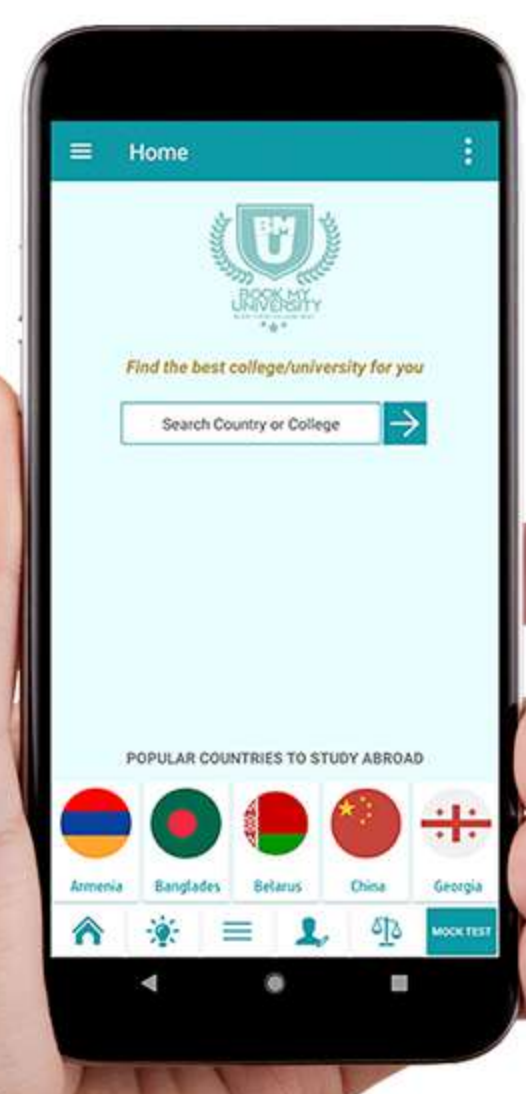 Home
BMU
BOOK MY
UNIVERSITY
Find the best college/university for you
Search Country or College
POPULAR COUNTRIES TO STUDY ABROAD
Armenia Banglades Belarus China Georgia
MOCK TEST